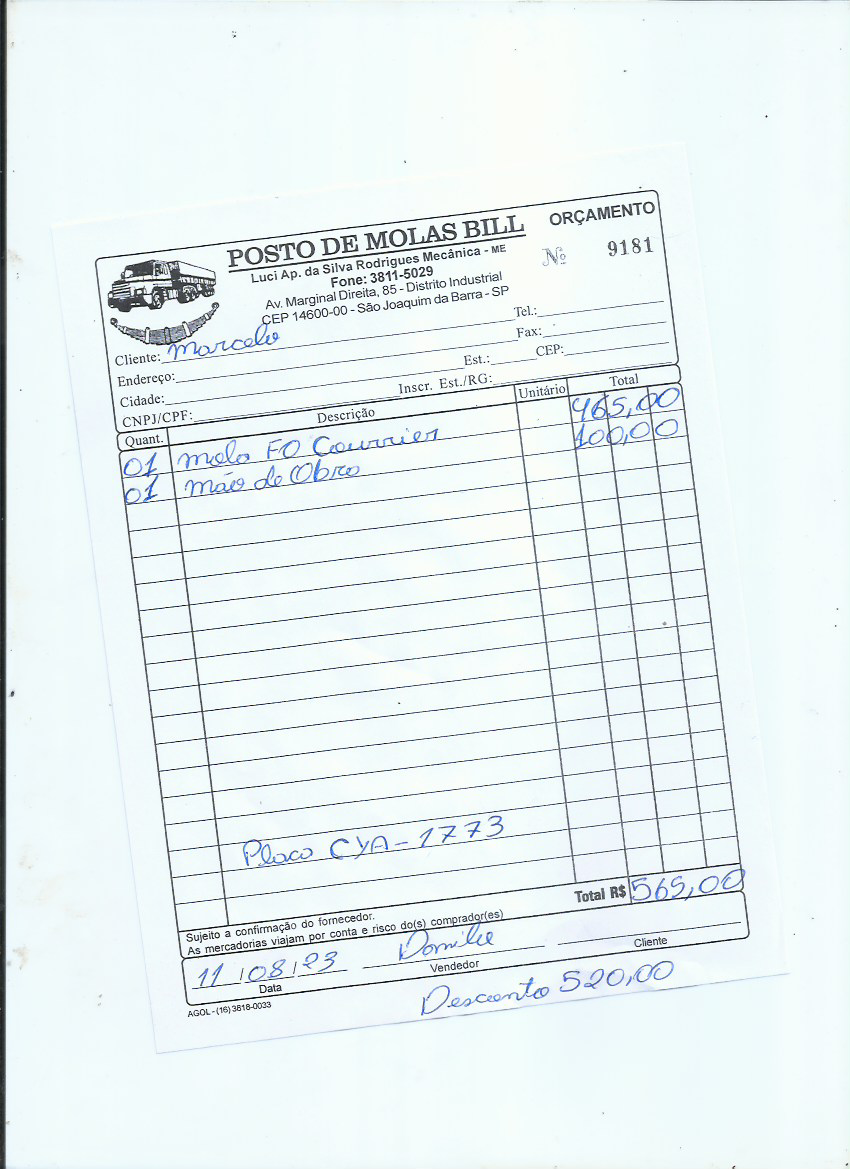 POSTO DE MOLAS BILL
ORÇAMENTO
Luci Ap. da Silva Rodrigues Mecânica - ME
Nº 9181
Fone: 3811-5029
Av. Marginal Direita, 85 - Distrito Industrial
CEP 14600-00 - São Joaquim da Barra - SP
Cliente: Marcelo Tel.:
Endereço: Fax:
Cidade: Est.: CEP:
CNPJ/CPF: Inscr. Est./RG:
Quant. Descrição Unitário Total
01 Mola FO Courrier 465,00
01 Mão de Obra 100,00
Placa CYA-1773
Total R$ 565,00
Sujeito a confirmação do fornecedor.
As mercadorias viajam por conta e risco do(s) comprador(es)
11/08/23
Data Vendedor Cliente
AGOL - (16) 3818-0033
Desconto 520,00